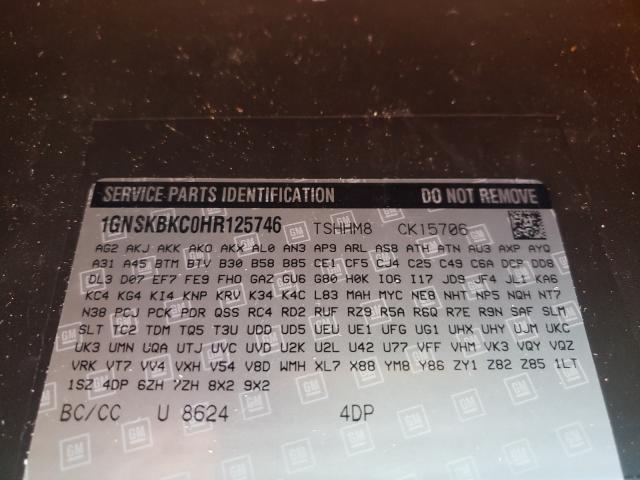 SERVICE PARTS IDENTIFICATION DO NOT REMOVE
1GNSKBKC0HR125746 TSHHM8 CK15706
AG2 AKJ AKK AKO AKX AL0 AN3 AP9 ARL AS8 ATH ATN AU3 AXP AYQ
A31 A45 BTM BTV B30 B58 B85 CE1 CF5 CJ4 C25 C49 C6A DCP DD8
DL3 D07 EF7 FE9 FHO GAZ GU6 G80 H0K IO6 I17 JDS JF4 JL1 KA6
KC4 KG4 KI4 KNP KRV K34 K4C L83 MAH MYC NE8 NHT NP5 NQH NT7
N38 PCJ PCK PDR QSS RC4 RD2 RUF RZ9 R5A R6Q R7E R9N SAF SLM
SLT TC2 TDM TQ5 T3U UDD UD5 UEU UE1 UFG UG1 UHX UHY UJM UKC
UK3 UMN UQA UTJ UVC UVD U2K U2L U42 U77 VFF VHM VK3 VQY VQZ
VRK VT7 VV4 VXH V54 V8D WMH XL7 X88 YM8 Y86 ZY1 Z82 Z85 1LT
1SZ 4DP 6ZH 7ZH 8X2 9X2
BC/CC U 8624 4DP